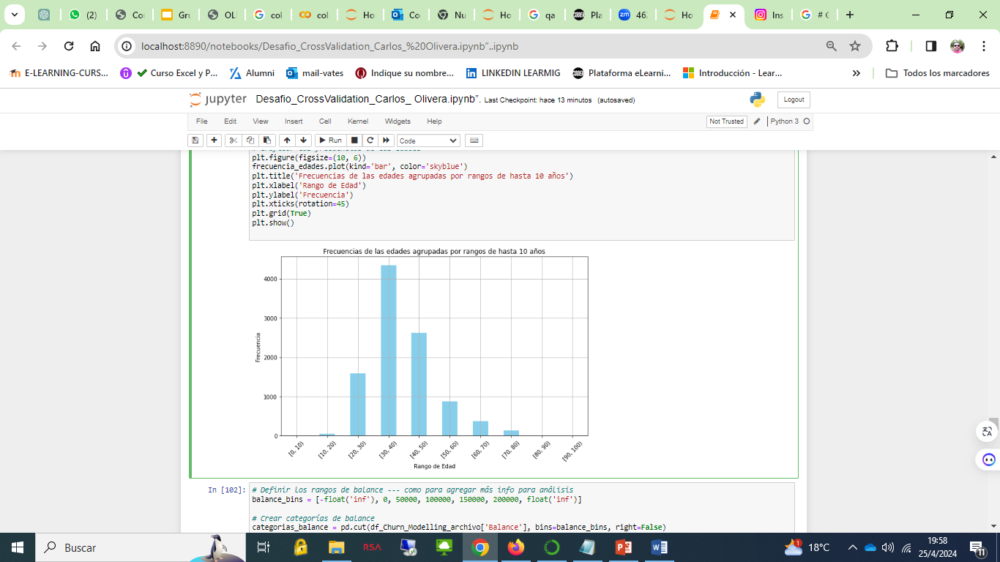 (2)
Co
Gru
OLI
col
col
Ho
Co
Nu
Ho
qa
Pla
46
Ho
Ins
# C
localhost:8890/notebooks/Desafio_CrossValidation_Carlos_%20Olivera.ipynb"..ipynb
E-LEARNING-CURS...
Curso Excel y P...
Alumni
mail-vates
Indique su nombre...
LINKEDIN LEARMIG
Plataforma eLearni...
Introducción - Lear...
Todos los marcadores
jupyter
Desafio_CrossValidation_Carlos_ Olivera.ipynb".
Last Checkpoint: hace 13 minutos (autosaved)
Logout
File Edit View Insert Cell Kernel Widgets Help
Not Trusted
Python 3
Run
Code
plt.figure(figsize=(10, 6))
frecuencia_edades.plot(kind='bar', color='skyblue')
plt.title('Frecuencias de las edades agrupadas por rangos de hasta 10 años')
plt.xlabel('Rango de Edad')
plt.ylabel('Frecuencia')
plt.xticks(rotation=45)
plt.grid(True)
plt.show()
Frecuencias de las edades agrupadas por rangos de hasta 10 años
4000
3000
2000
1000
0
Frecuencia
[0, 10)
[10, 20)
[20, 30)
[30, 40)
[40, 50)
[50, 60)
[60, 70)
[70, 80)
[80, 90)
[90, 100)
Rango de Edad
In [102]:
# Definir los rangos de balance --- como para agregar más info para análisis
balance_bins = [-float('inf'), 0, 50000, 100000, 150000, 200000, float('inf')]
# Crear categorías de balance
categorias_balance = pd.cut(df_Churn_Modelling_archivo['Balance'], bins=balance_bins, right=False)
Buscar
RSA
1
18°C
19:58
25/4/2024
11